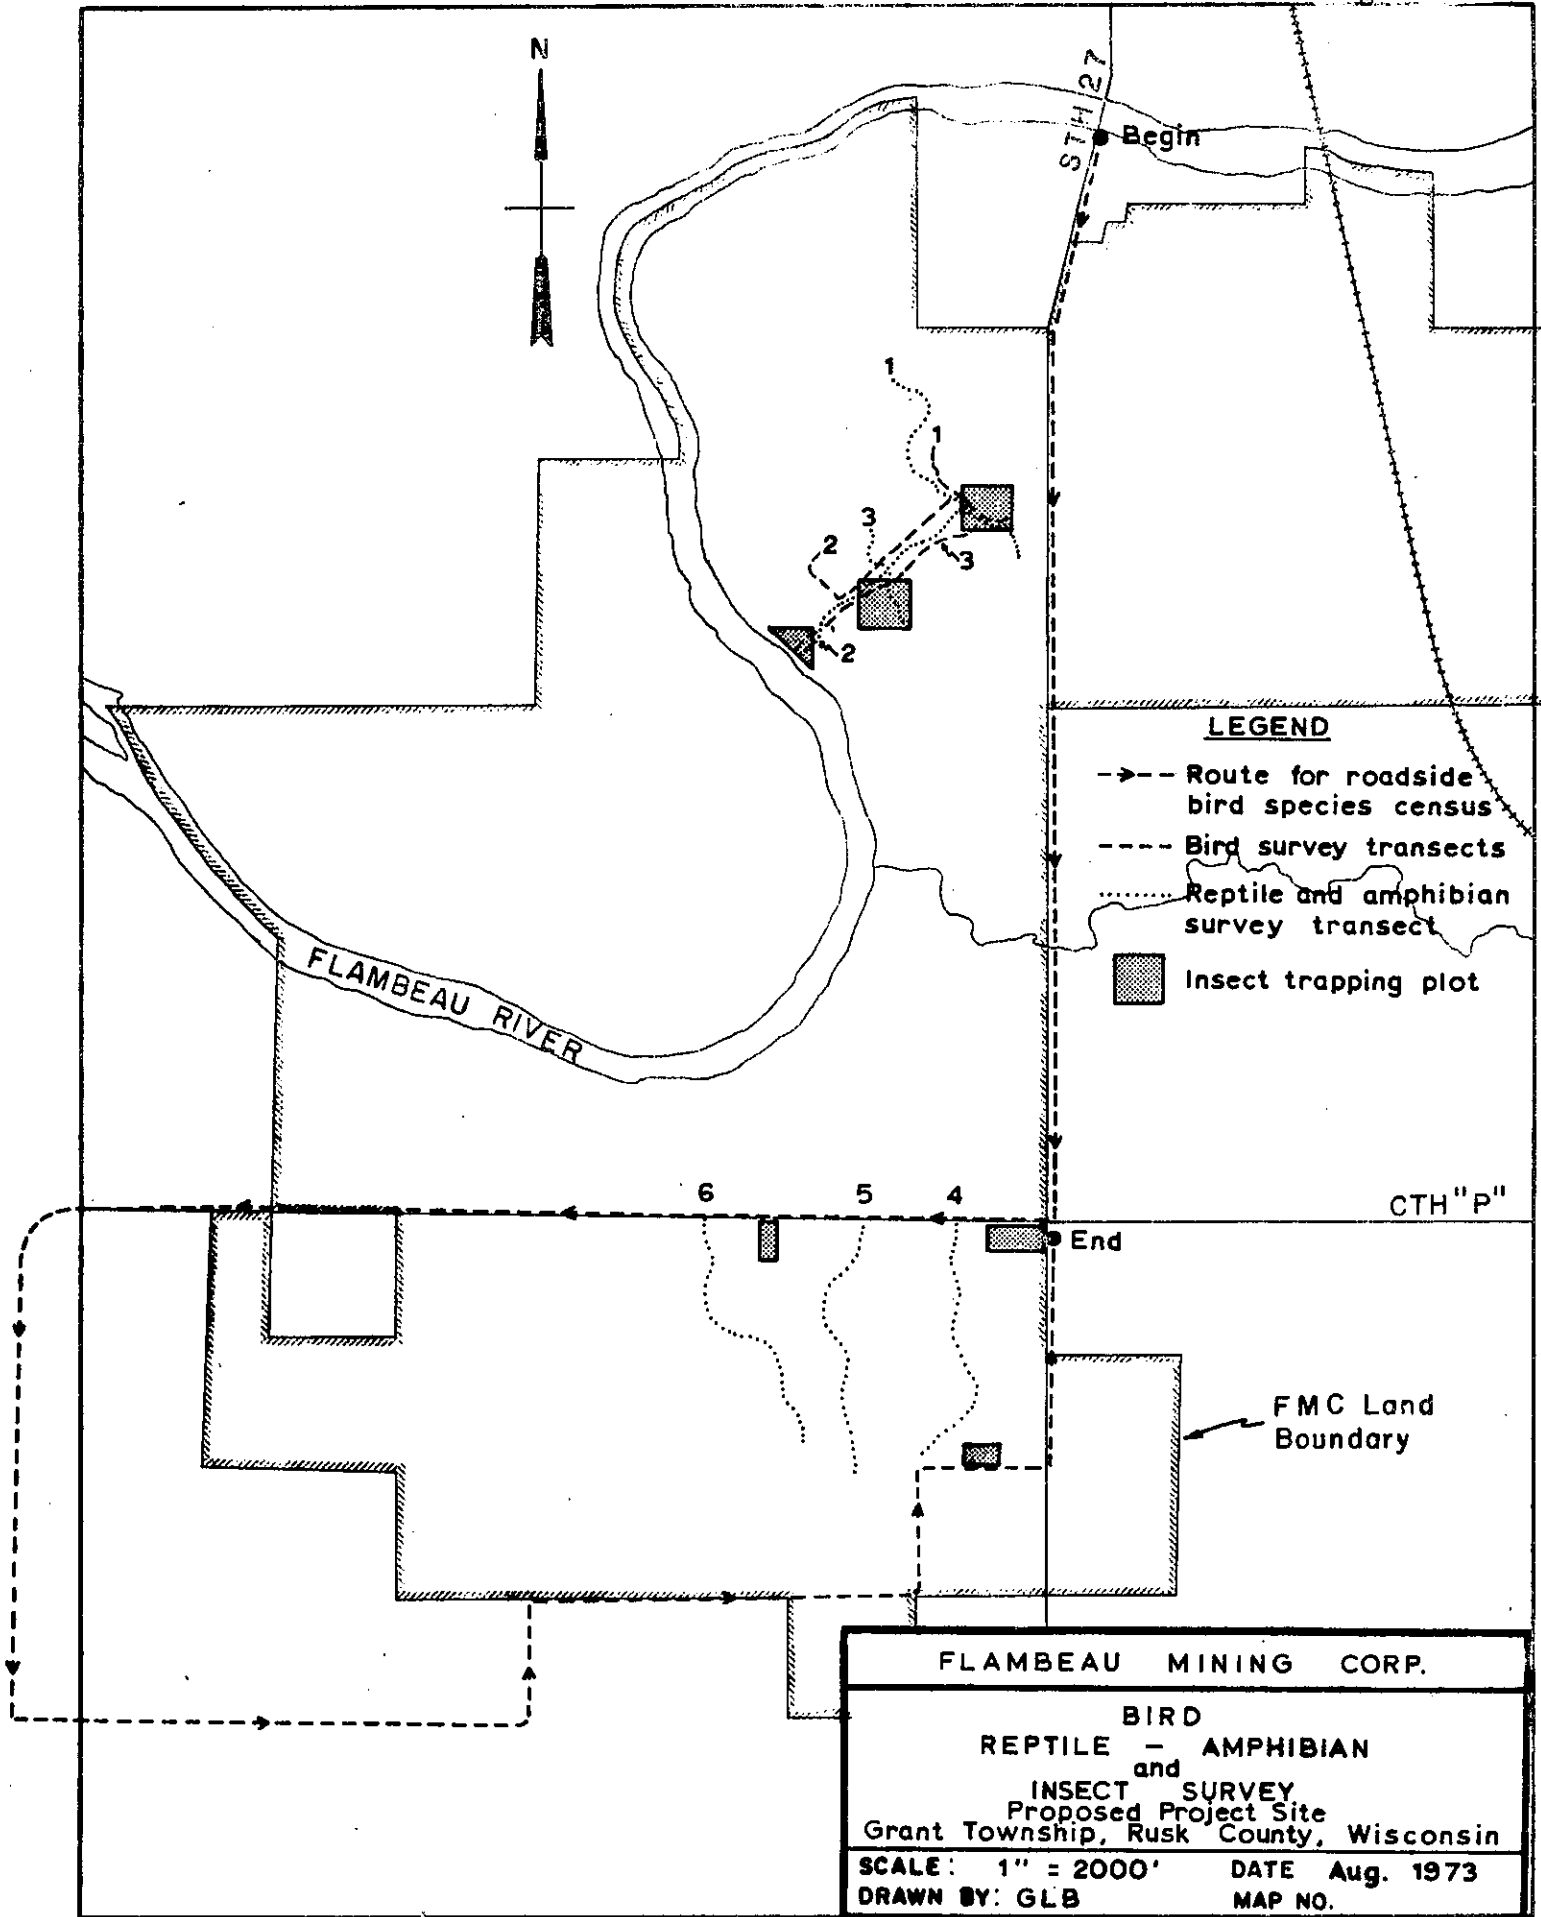 N
STH 27
Begin
1
1
3
2
3
2
LEGEND
Route for roadside
bird species census
Bird survey transects
Reptile and amphibian
survey transect
Insect trapping plot
FLAMBEAU RIVER
6
5
4
CTH "P"
End
FMC Land
Boundary
FLAMBEAU MINING CORP.
BIRD
REPTILE - AMPHIBIAN
and
INSECT SURVEY
Proposed Project Site
Grant Township, Rusk County, Wisconsin
SCALE: 1" = 2000' DATE Aug. 1973
DRAWN BY: GLB MAP NO.